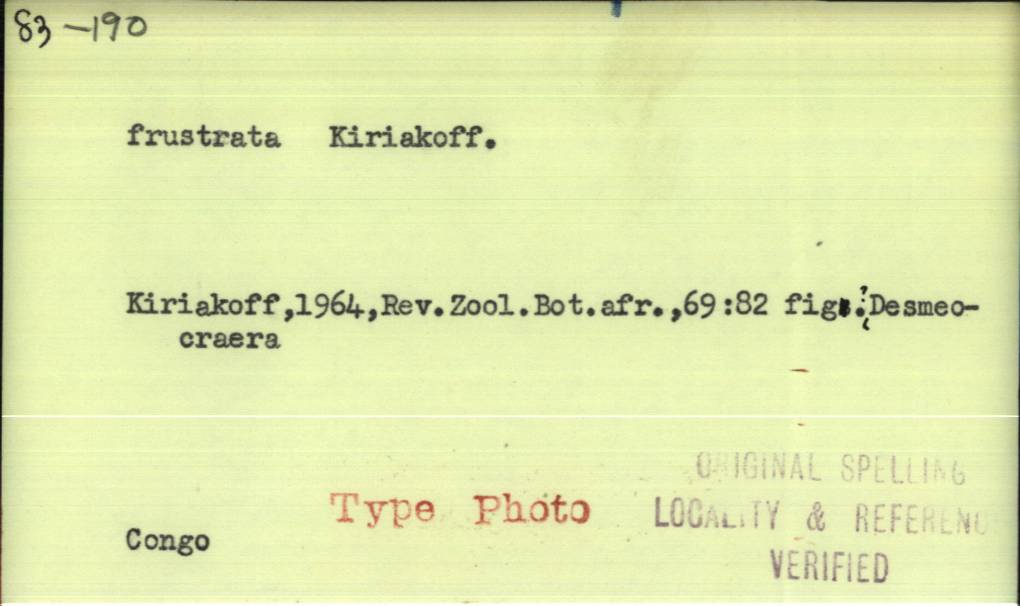 83-190
frustrata Kiriakoff.
Kiriakoff,1964,Rev.Zool.Bot.afr.,69:82 fig.;Desmeo-
craera
Type Photo
ORIGINAL SPELLING
LOCALITY & REFERENC
VERIFIED
Congo